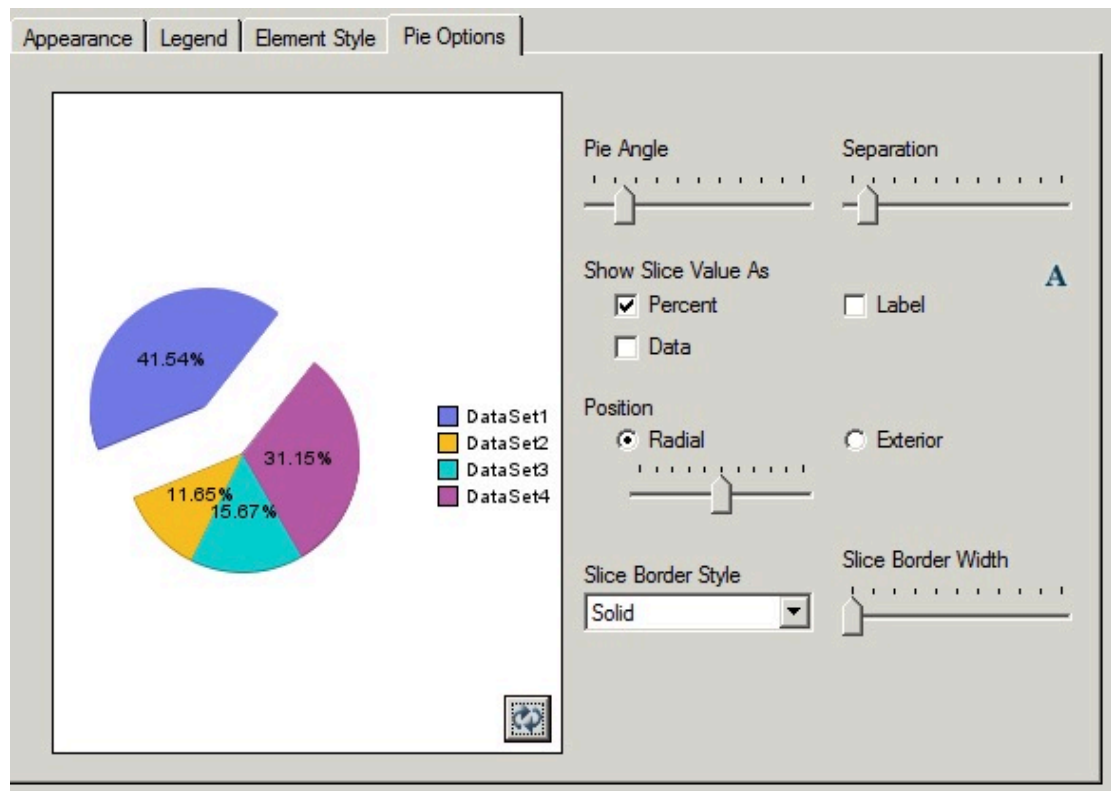 Appearance Legend Element Style Pie Options
Pie Angle Separation
Show Slice Value As A
Percent Label
Data
Position
Radial Exterior
Slice Border Style Slice Border Width
Solid
41.54%
31.15%
11.65%
15.67%
DataSet1
DataSet2
DataSet3
DataSet4